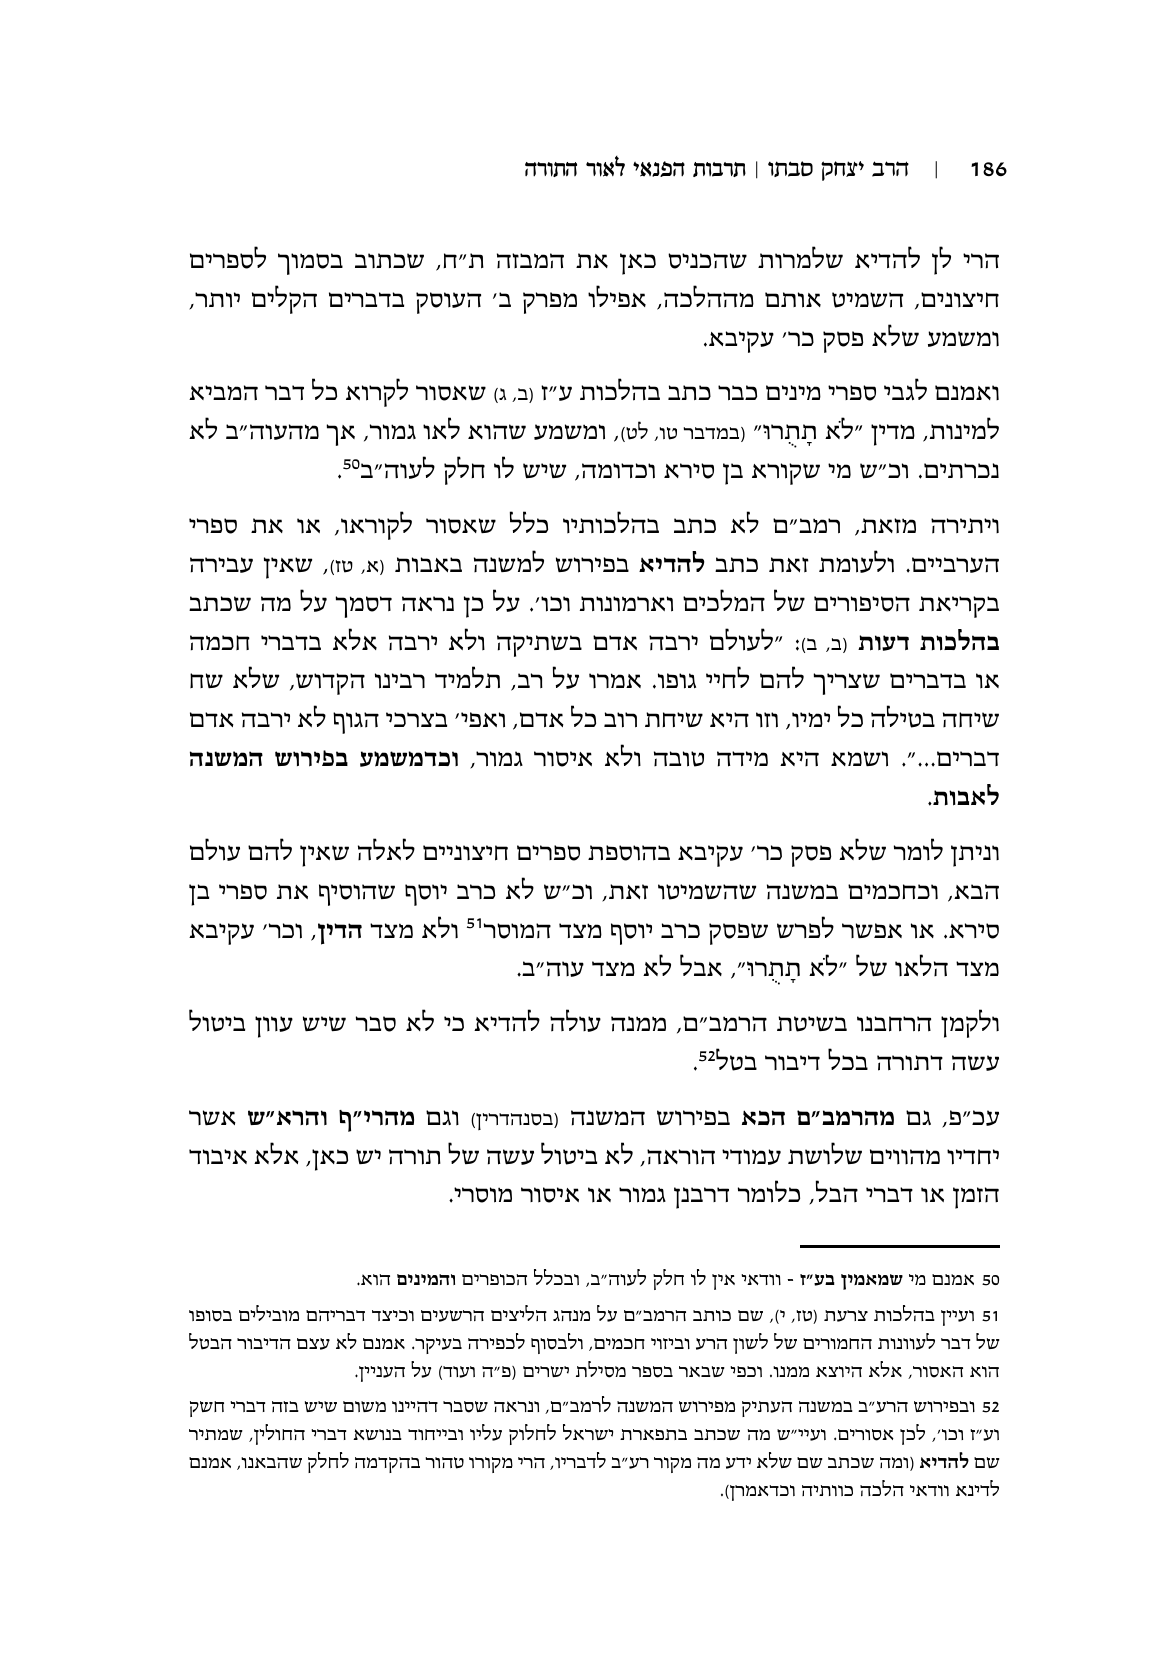 186 | הרב יצחק סבתו | תרבות הפנאי לאור התורה
הרי לן להדיא שלמרות שהכניס כאן את המבזה ת״ח, שכתוב בסמוך לספרים
חיצונים, השמיט אותם מההלכה, אפילו מפרק ב׳ העוסק בדברים הקלים יותר,
ומשמע שלא פסק כר׳ עקיבא.
ואמנם לגבי ספרי מינים כבר כתב בהלכות ע״ז (ב, ג) שאסור לקרוא כל דבר המביא
למינות, מדין ״לֹא תָתֻרוּ״ (במדבר טו, לט), ומשמע שהוא לאו גמור, אך מהעוה״ב לא
נכרתים. וכ״ש מי שקורא בן סירא וכדומה, שיש לו חלק לעוה״ב50.
ויתירה מזאת, רמב״ם לא כתב בהלכותיו כלל שאסור לקוראו, או את ספרי
הערביים. ולעומת זאת כתב להדיא בפירוש למשנה באבות (א, טז), שאין עבירה
בקריאת הסיפורים של המלכים וארמונות וכו׳. על כן נראה דסמך על מה שכתב
בהלכות דעות (ב, ב): ״לעולם ירבה אדם בשתיקה ולא ירבה אלא בדברי חכמה
או בדברים שצריך להם לחיי גופו. אמרו על רב, תלמיד רבינו הקדוש, שלא שח
שיחה בטילה כל ימיו, וזו היא שיחת רוב כל אדם, ואפי׳ בצרכי הגוף לא ירבה אדם
דברים...״. ושמא היא מידה טובה ולא איסור גמור, וכדמשמע בפירוש המשנה
לאבות.
וניתן לומר שלא פסק כר׳ עקיבא בהוספת ספרים חיצוניים לאלה שאין להם עולם
הבא, וכחכמים במשנה שהשמיטו זאת, וכ״ש לא כרב יוסף שהוסיף את ספרי בן
סירא. או אפשר לפרש שפסק כרב יוסף מצד המוסר51 ולא מצד הדין, וכר׳ עקיבא
מצד הלאו של ״לֹא תָתֻרוּ״, אבל לא מצד עוה״ב.
ולקמן הרחבנו בשיטת הרמב״ם, ממנה עולה להדיא כי לא סבר שיש עוון ביטול
עשה דתורה בכל דיבור בטל52.
עכ״פ, גם מהרמב״ם הכא בפירוש המשנה (בסנהדרין) וגם מהרי״ף והרא״ש אשר
יחדיו מהווים שלושת עמודי הוראה, לא ביטול עשה של תורה יש כאן, אלא איבוד
הזמן או דברי הבל, כלומר דרבנן גמור או איסור מוסרי.
50 אמנם מי שמאמין בע״ז - וודאי אין לו חלק לעוה״ב, ובכלל הכופרים והמינים הוא.
51 ועיין בהלכות צרעת (טז, י), שם כותב הרמב״ם על מנהג הליצים הרשעים וכיצד דבריהם מובילים בסופו
של דבר לעוונות החמורים של לשון הרע וביזוי חכמים, ולבסוף לכפירה בעיקר. אמנם לא עצם הדיבור הבטל
הוא האסור, אלא היוצא ממנו. וכפי שבאר בספר מסילת ישרים (פ״ה ועוד) על העניין.
52 ובפירוש הרע״ב במשנה העתיק מפירוש המשנה לרמב״ם, ונראה שסבר דהיינו משום שיש בזה דברי חשק
וע״ז וכו׳, לכן אסורים. ועיי״ש מה שכתב בתפארת ישראל לחלוק עליו ובייחוד בנושא דברי החולין, שמתיר
שם להדיא (ומה שכתב שם שלא ידע מה מקור רע״ב לדבריו, הרי מקורו טהור בהקדמה לחלק שהבאנו, אמנם
לדינא וודאי הלכה כוותיה וכדאמרן).